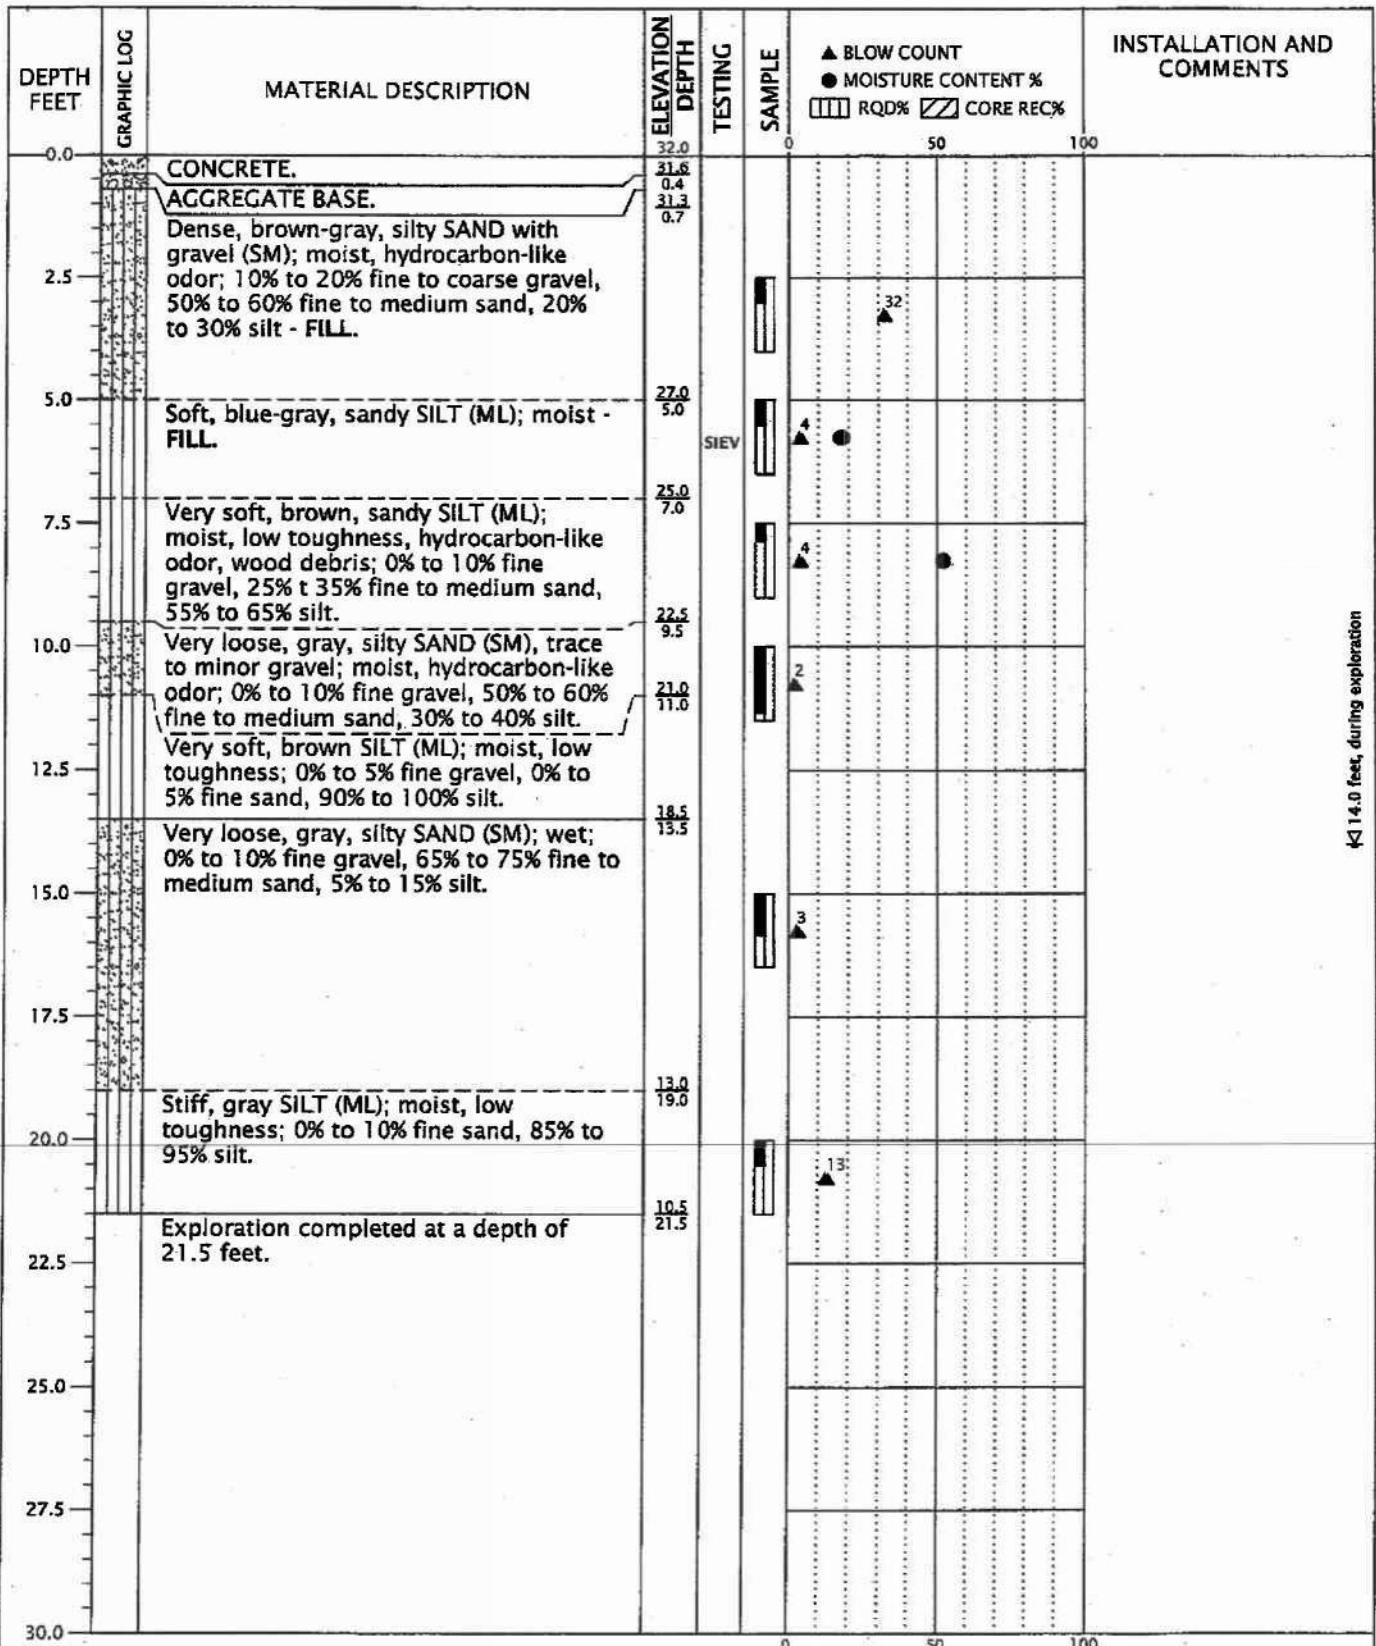 DEPTH
FEET
GRAPHIC LOG
MATERIAL DESCRIPTION
ELEVATION
DEPTH
TESTING
SAMPLE
▲ BLOW COUNT
● MOISTURE CONTENT %
RQD% CORE REC%
INSTALLATION AND
COMMENTS
0 50 100
0.0
32.0
CONCRETE.
31.6
0.4
AGGREGATE BASE.
31.3
0.7
Dense, brown-gray, silty SAND with
gravel (SM); moist, hydrocarbon-like
odor; 10% to 20% fine to coarse gravel,
50% to 60% fine to medium sand, 20%
to 30% silt - FILL.
2.5
32
5.0
27.0
5.0
Soft, blue-gray, sandy SILT (ML); moist -
FILL.
SIEV
4
25.0
7.0
7.5
Very soft, brown, sandy SILT (ML);
moist, low toughness, hydrocarbon-like
odor, wood debris; 0% to 10% fine
gravel, 25% t 35% fine to medium sand,
55% to 65% silt.
4
22.5
9.5
10.0
Very loose, gray, silty SAND (SM), trace
to minor gravel; moist, hydrocarbon-like
odor; 0% to 10% fine gravel, 50% to 60%
fine to medium sand, 30% to 40% silt.
2
21.0
11.0
Very soft, brown SILT (ML); moist, low
toughness; 0% to 5% fine gravel, 0% to
5% fine sand, 90% to 100% silt.
12.5
18.5
13.5
Very loose, gray, silty SAND (SM); wet;
0% to 10% fine gravel, 65% to 75% fine to
medium sand, 5% to 15% silt.
14.0 feet, during exploration
15.0
3
17.5
13.0
19.0
Stiff, gray SILT (ML); moist, low
toughness; 0% to 10% fine sand, 85% to
95% silt.
20.0
13
10.5
21.5
Exploration completed at a depth of
21.5 feet.
22.5
25.0
27.5
30.0
0 50 100